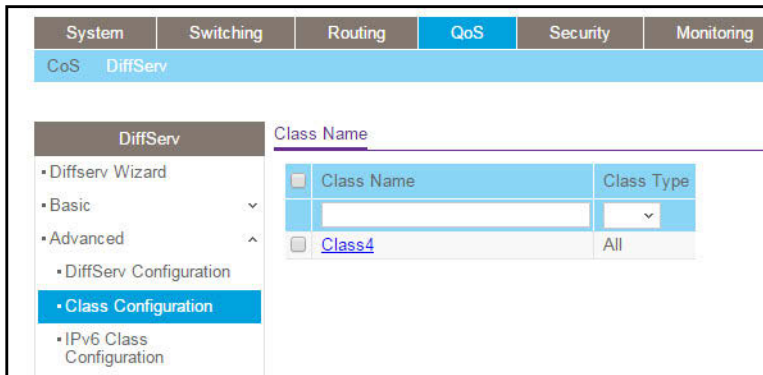 System Switching Routing QoS Security Monitoring
CoS DiffServ
DiffServ
Diffserv Wizard
Basic
Advanced
DiffServ Configuration
Class Configuration
IPv6 Class
Configuration
Class Name
Class Name Class Type
Class4 All